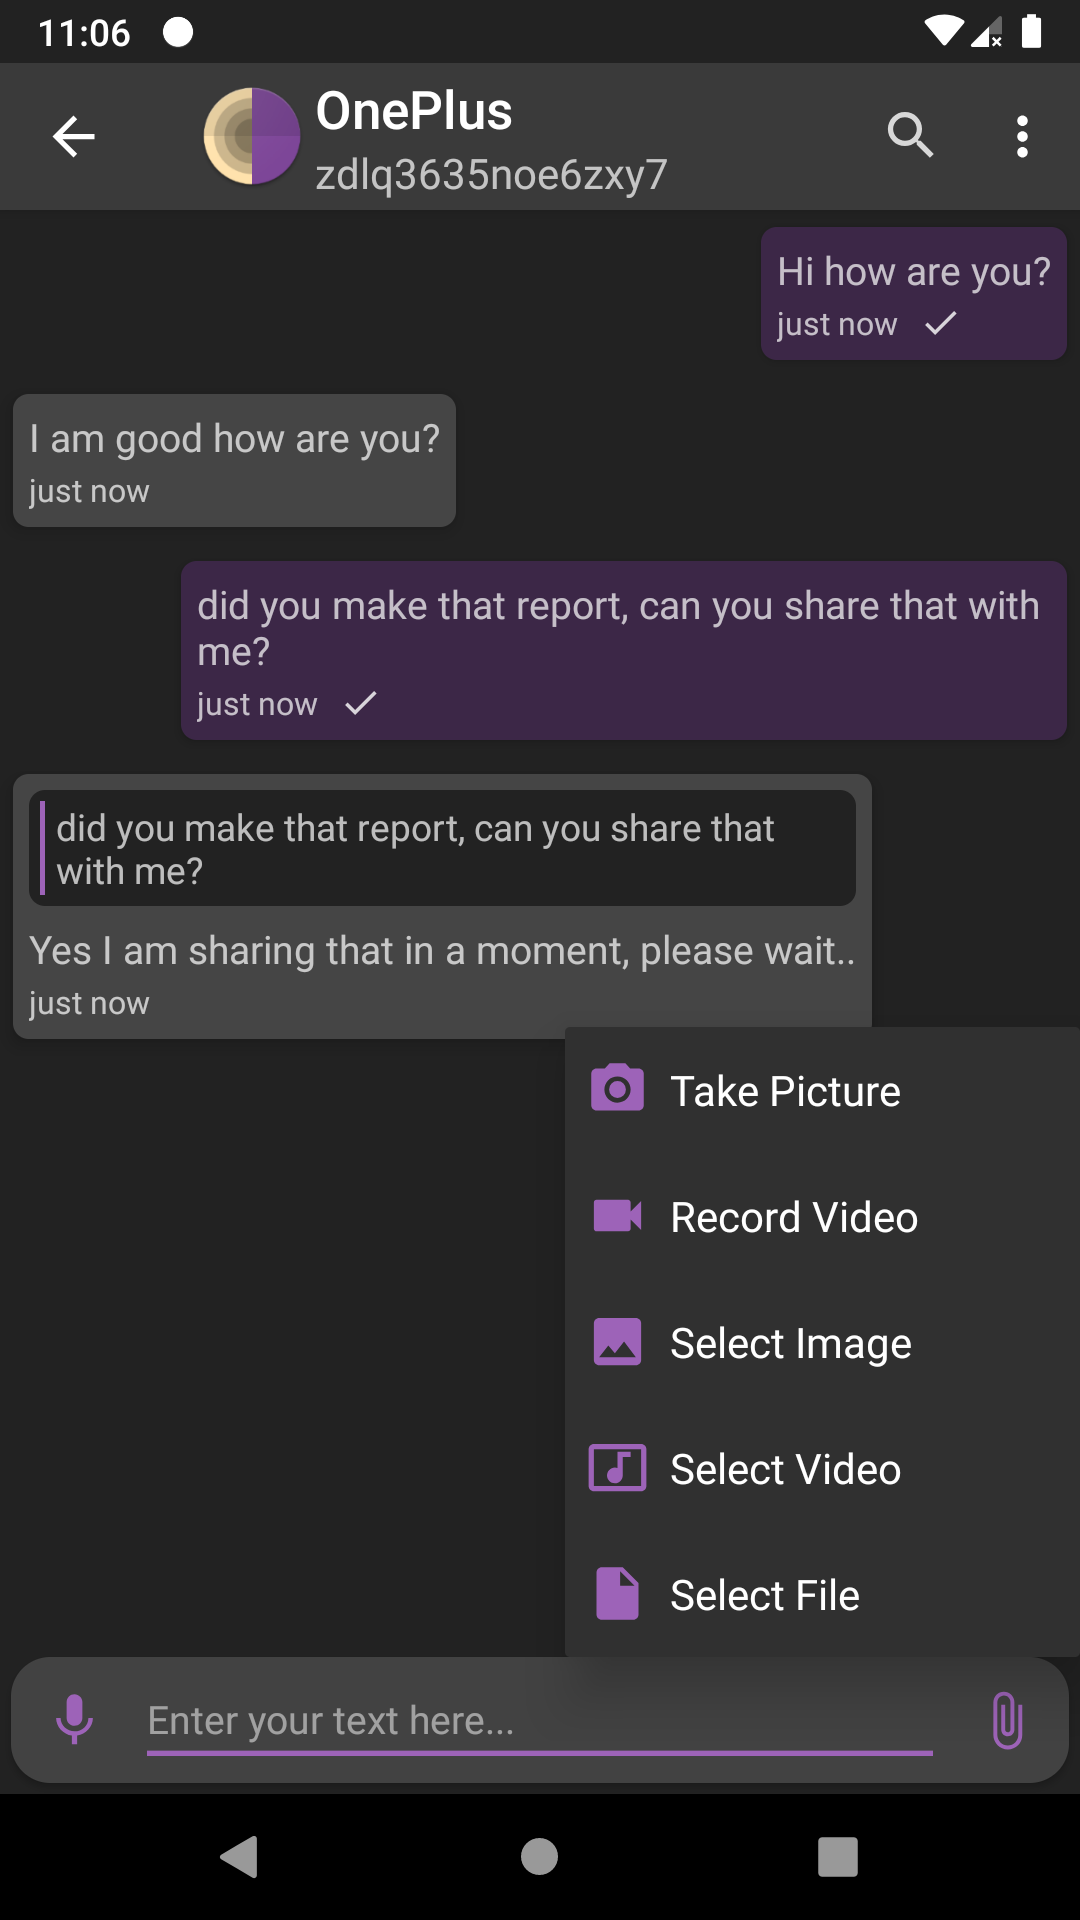 11:06
OnePlus
zdlq3635noe6zxy7
Hi how are you?
just now
I am good how are you?
just now
did you make that report, can you share that with
me?
just now
did you make that report, can you share that
with me?
Yes I am sharing that in a moment, please wait..
just now
Take Picture
Record Video
Select Image
Select Video
Select File
Enter your text here...